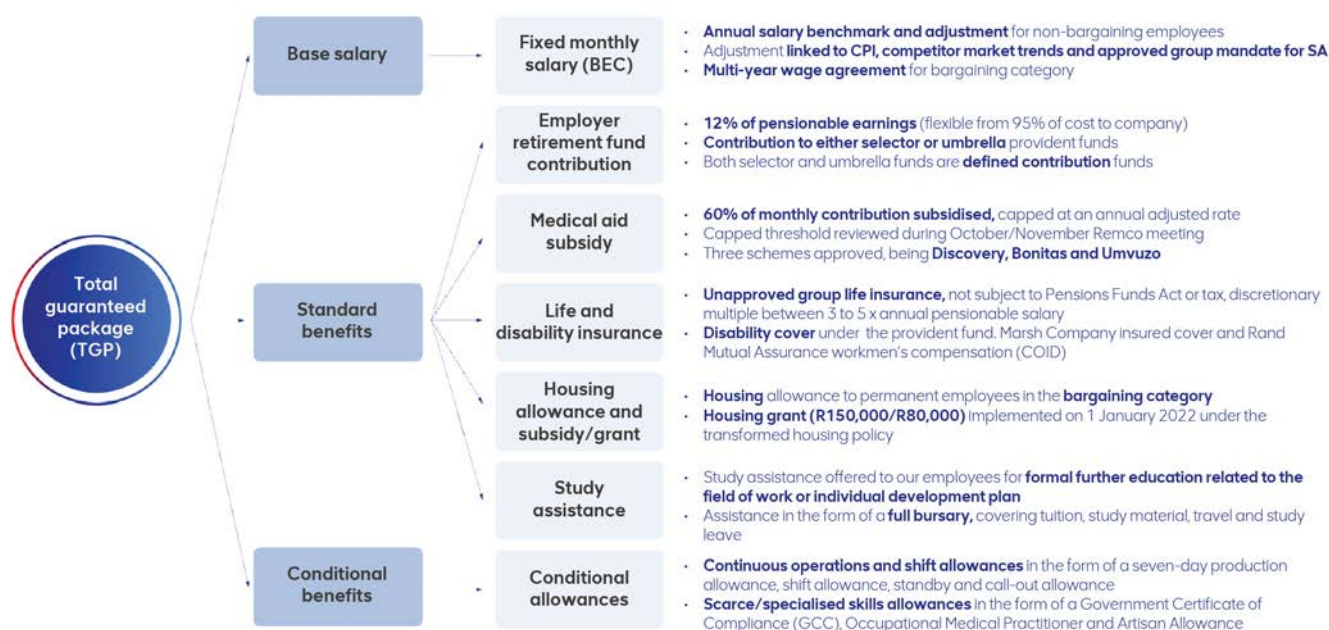 Total
guaranteed
package
(TGP)
Base salary
Fixed monthly
salary (BEC)
• Annual salary benchmark and adjustment for non-bargaining employees
• Adjustment linked to CPI, competitor market trends and approved group mandate for SA
• Multi-year wage agreement for bargaining category
Standard
benefits
Employer
retirement fund
contribution
• 12% of pensionable earnings (flexible from 95% of cost to company)
• Contribution to either selector or umbrella provident funds
• Both selector and umbrella funds are defined contribution funds
Medical aid
subsidy
• 60% of monthly contribution subsidised, capped at an annual adjusted rate
• Capped threshold reviewed during October/November Remco meeting
• Three schemes approved, being Discovery, Bonitas and Umvuzo
Life and
disability insurance
• Unapproved group life insurance, not subject to Pensions Funds Act or tax, discretionary
multiple between 3 to 5 x annual pensionable salary
• Disability cover under the provident fund. Marsh Company insured cover and Rand
Mutual Assurance workmen's compensation (COID)
Housing
allowance and
subsidy/grant
• Housing allowance to permanent employees in the bargaining category
• Housing grant (R150,000/R80,000) implemented on 1 January 2022 under the
transformed housing policy
Study
assistance
• Study assistance offered to our employees for formal further education related to the
field of work or individual development plan
• Assistance in the form of a full bursary, covering tuition, study material, travel and study
leave
Conditional
benefits
Conditional
allowances
• Continuous operations and shift allowances in the form of a seven-day production
allowance, shift allowance, standby and call-out allowance
• Scarce/specialised skills allowances in the form of a Government Certificate of
Compliance (GCC), Occupational Medical Practitioner and Artisan Allowance